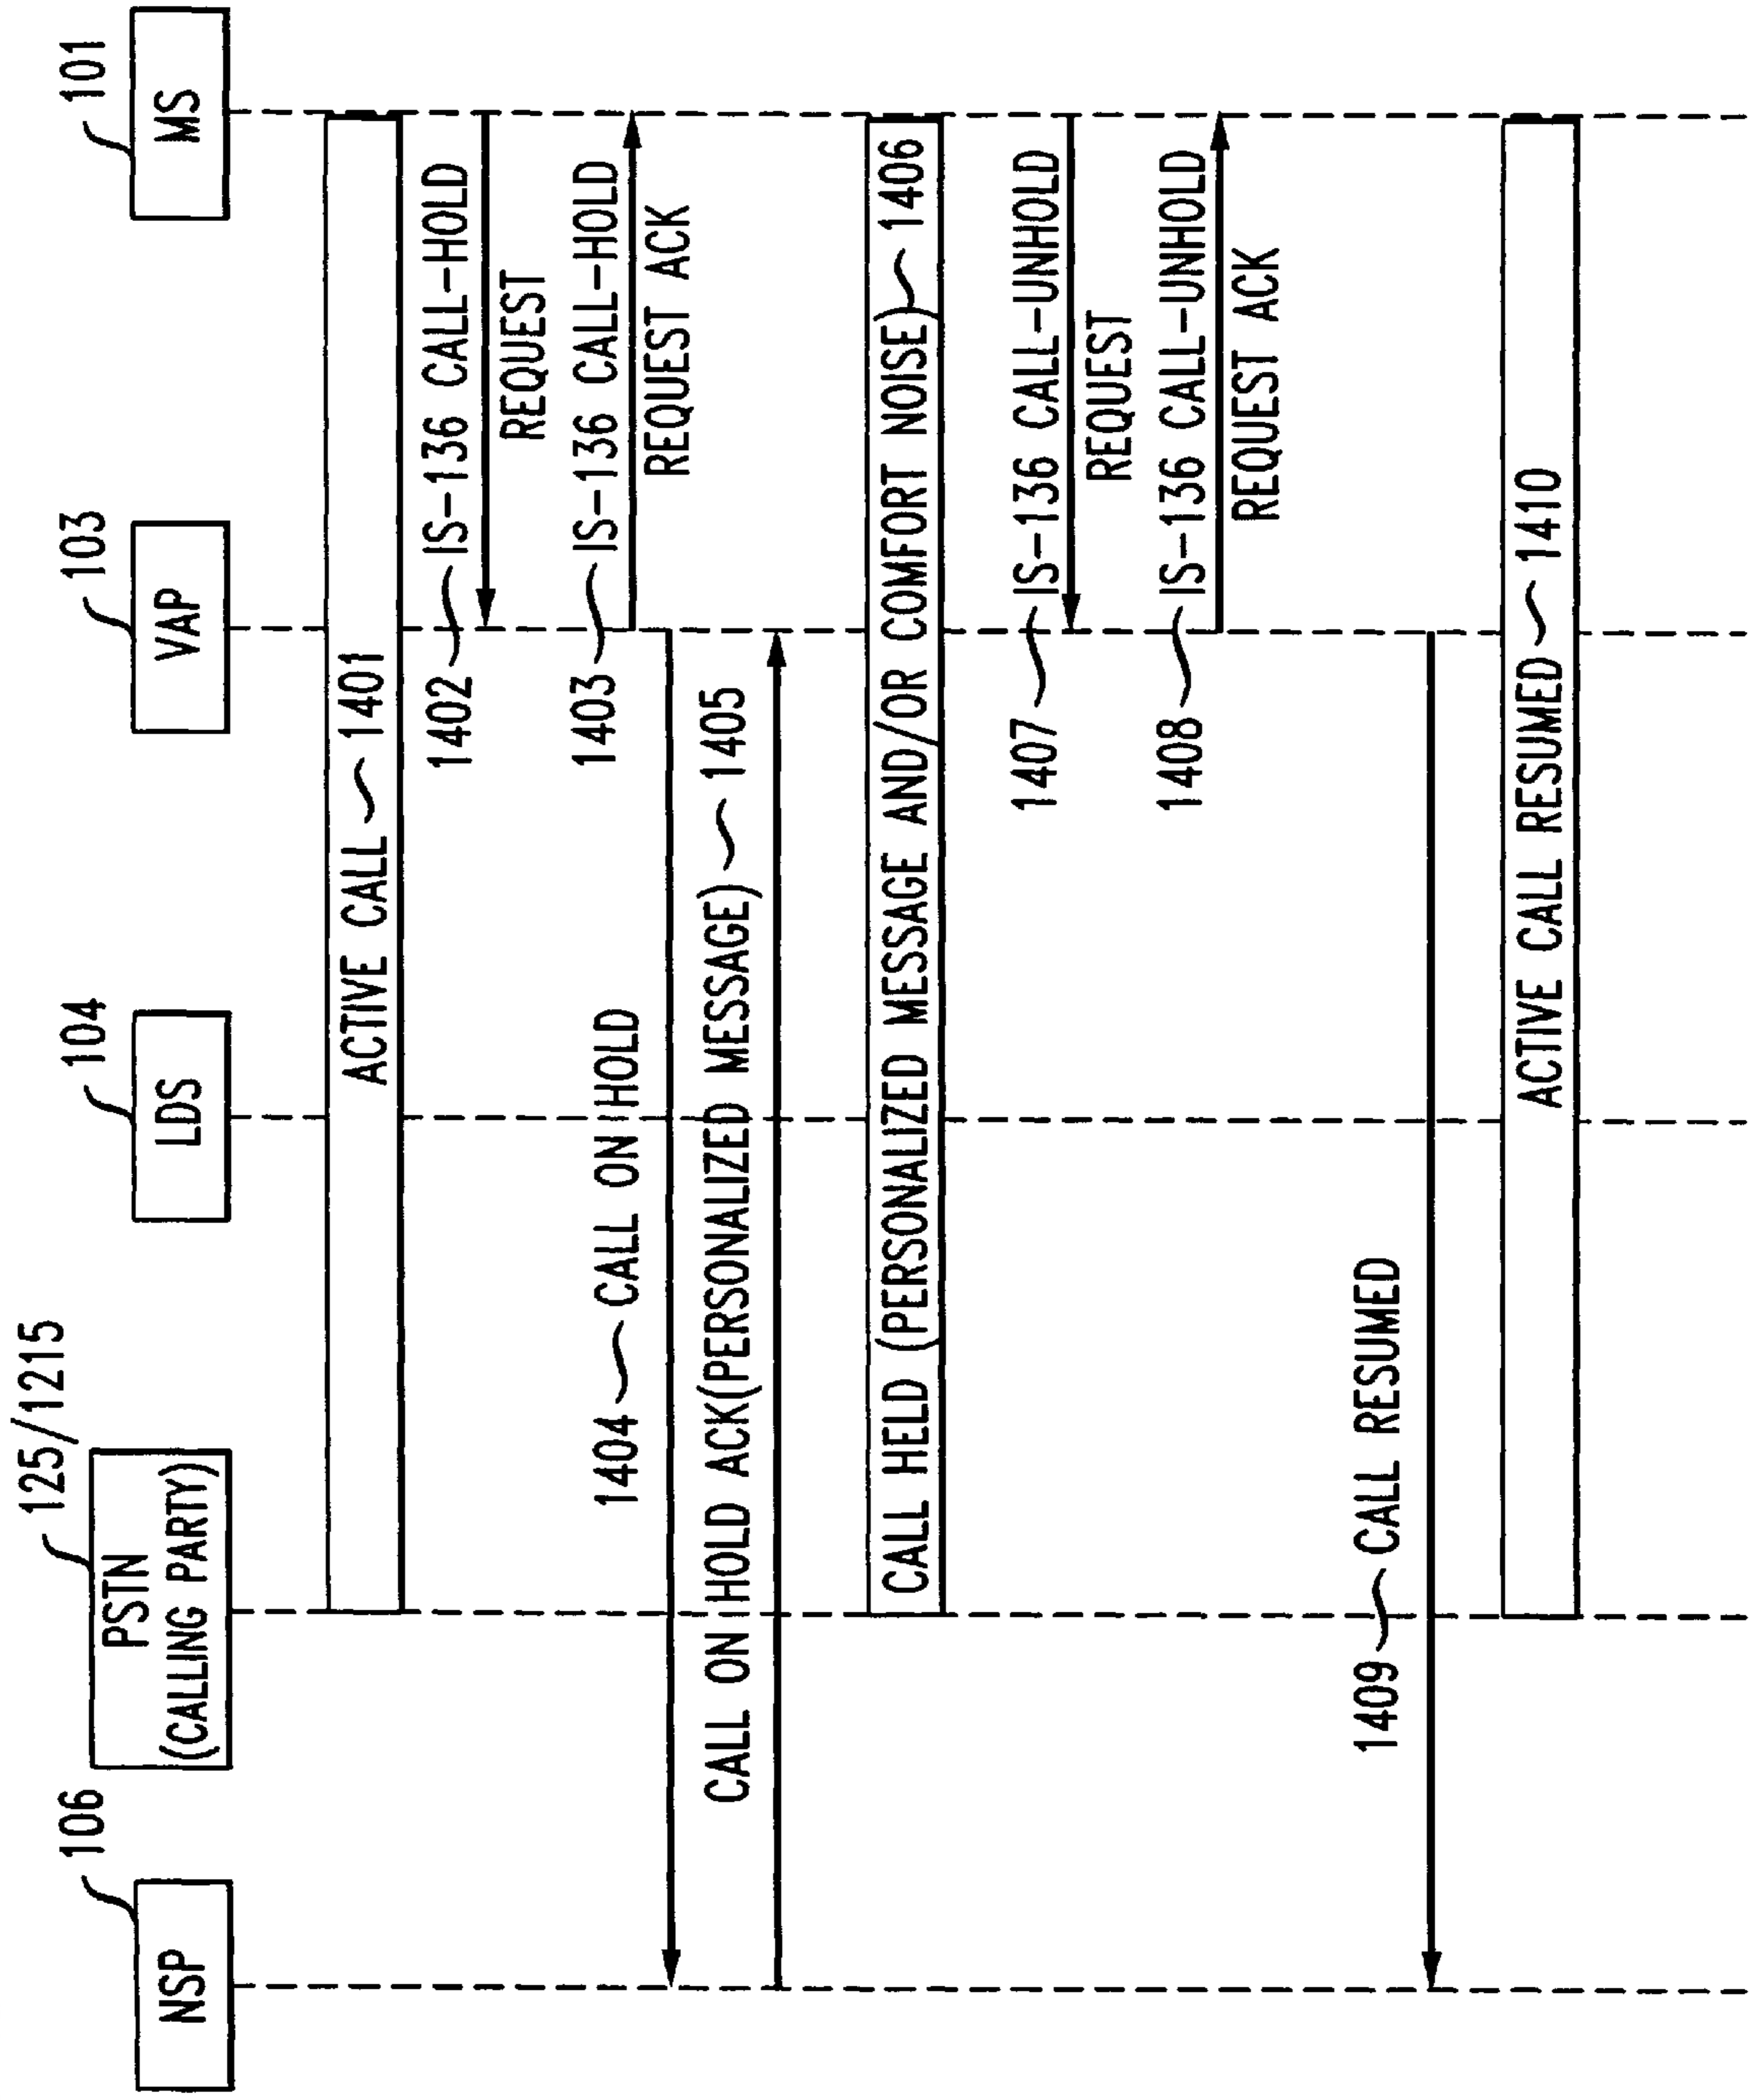 106
NSP
125/1215
PSTN
(CALLING PARTY)
104
LDS
103
VAP
101
MS
ACTIVE CALL 1401
1402 IS-136 CALL-HOLD
REQUEST
1403 IS-136 CALL-HOLD
REQUEST ACK
1404 CALL ON HOLD
CALL ON HOLD ACK(PERSONALIZED MESSAGE) 1405
CALL HELD (PERSONALIZED MESSAGE AND/OR COMFORT NOISE) 1406
1407 IS-136 CALL-UNHOLD
REQUEST
1408 IS-136 CALL-UNHOLD
REQUEST ACK
1409 CALL RESUMED
ACTIVE CALL RESUMED 1410